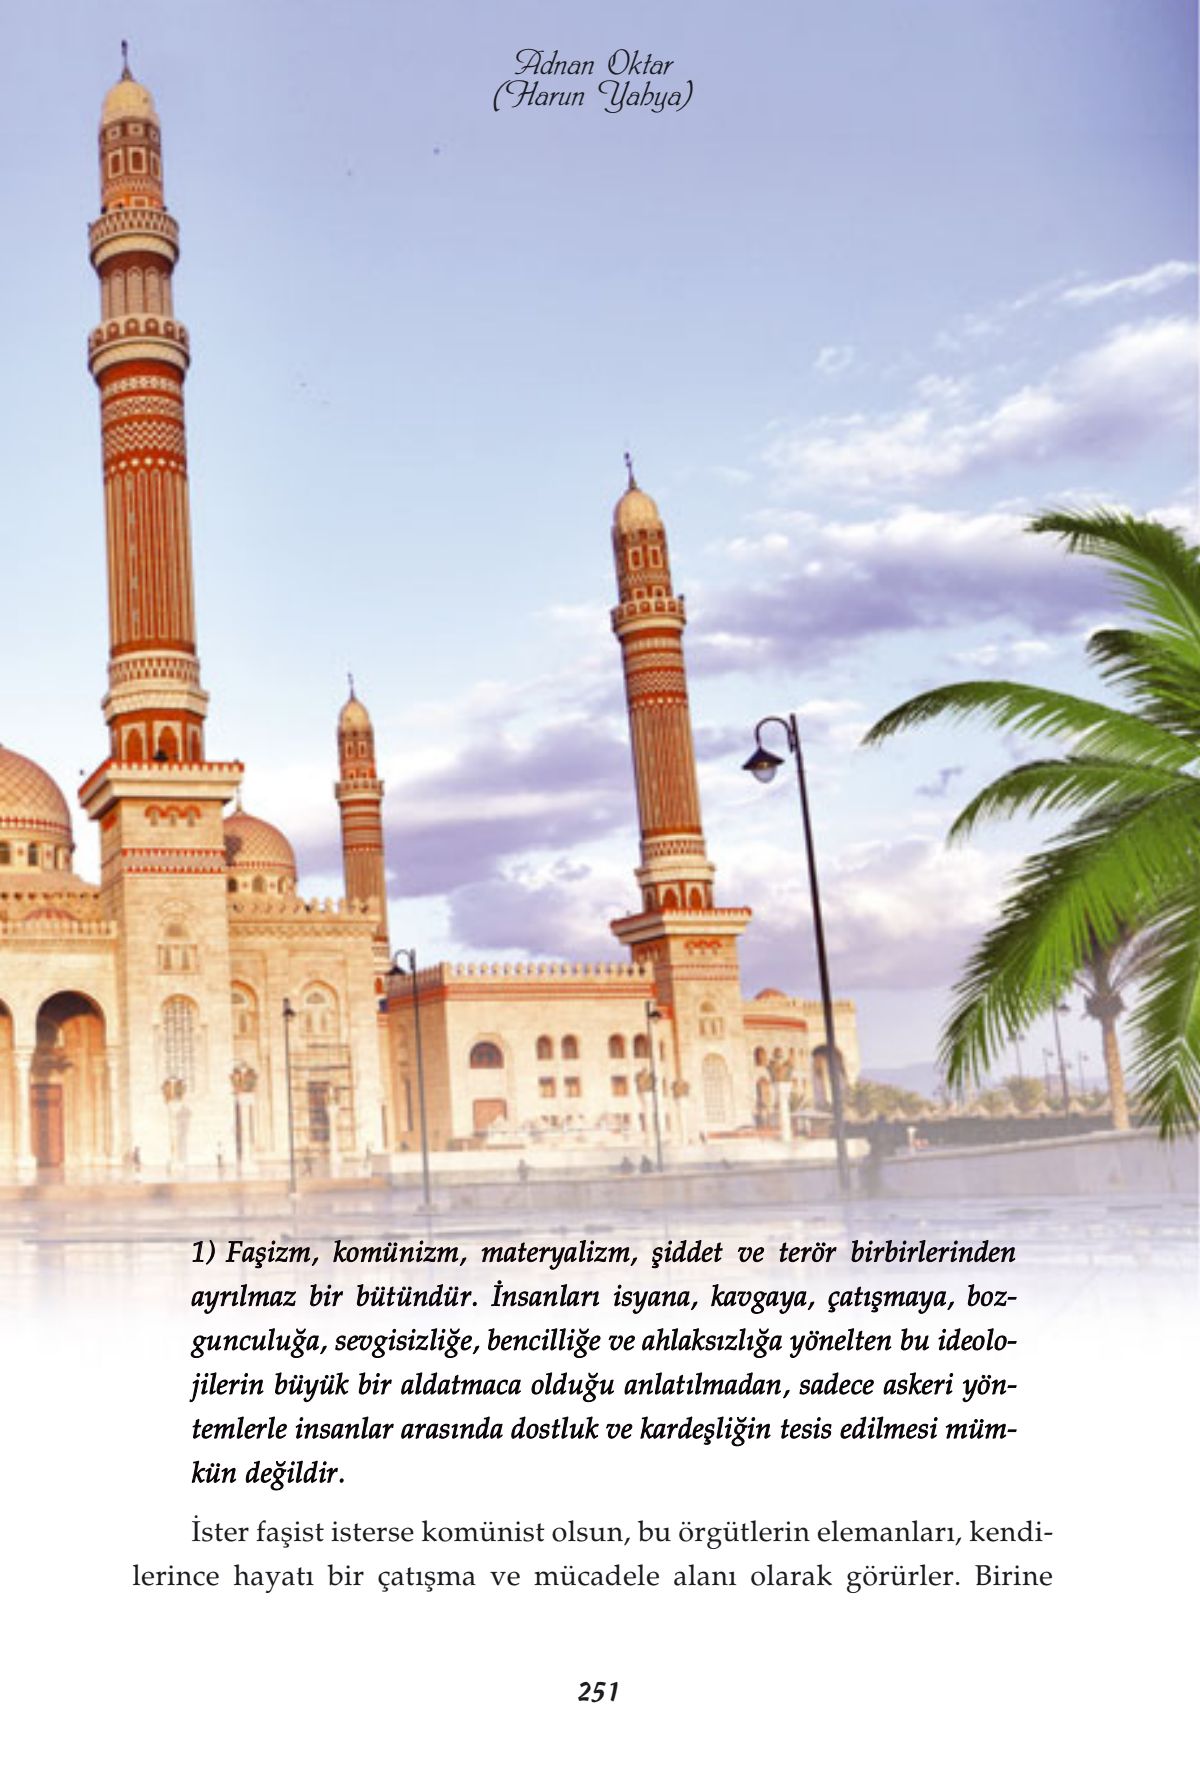 Adnan Oktar
(Harun Yahya)
1) Faşizm, komünizm, materyalizm, şiddet ve terör birbirlerinden
ayrılmaz bir bütündür. İnsanları isyana, kavgaya, çatışmaya, boz-
gunculuğa, sevgisizliğe, bencilliğe ve ahlaksızlığa yönelten bu ideolo-
jilerin büyük bir aldatmaca olduğu anlatılmadan, sadece askeri yön-
temlerle insanlar arasında dostluk ve kardeşliğin tesis edilmesi müm-
kün değildir.
İster faşist isterse komünist olsun, bu örgütlerin elemanları, kendi-
lerince hayatı bir çatışma ve mücadele alanı olarak görürler. Birine
251